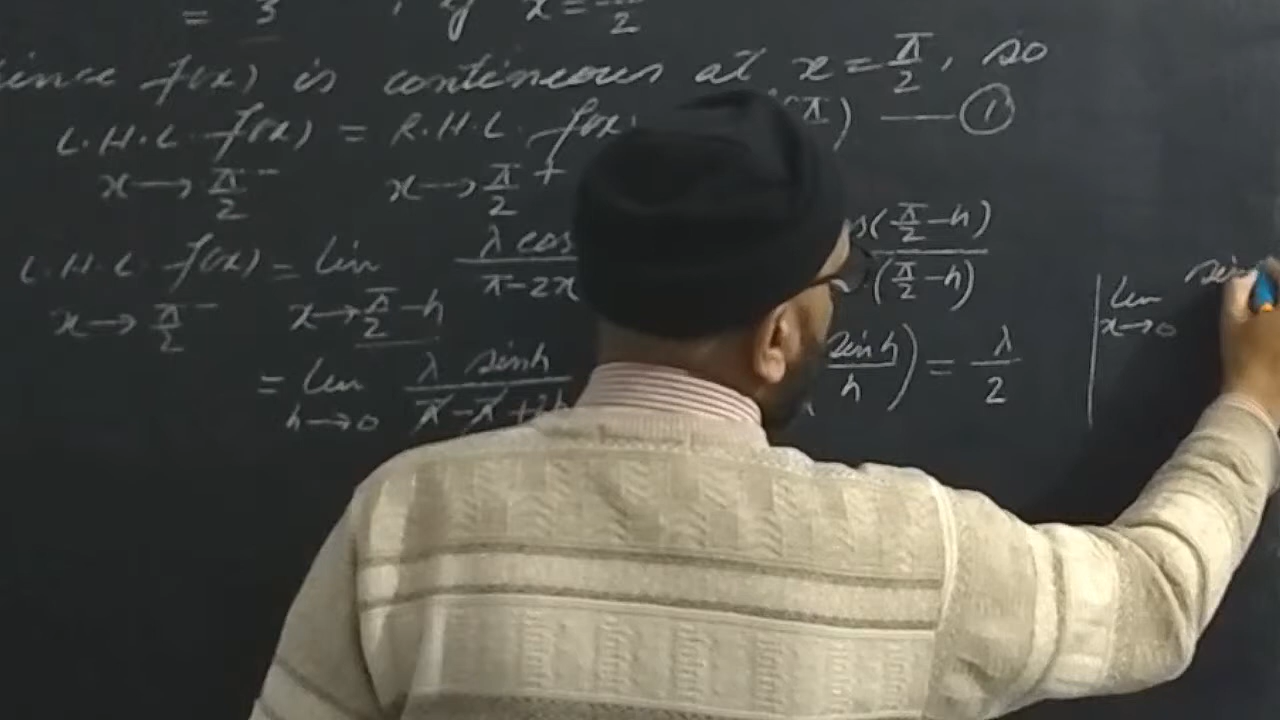 = 3 , if x = π/2
since f(x) is continuous at x = π/2, so
L.H.L. f(x) = R.H.L. f(x) π) —— ①
x→π/2⁻ x→π/2⁺
L.H.L. f(x) = lim λ cos / π-2x s(π/2-h) / (π/2-h)
x→π/2⁻ x→π/2-h
= lim λ sinh / π-π+2h sinh / h) = λ/2
h→0
lim sin
x→0